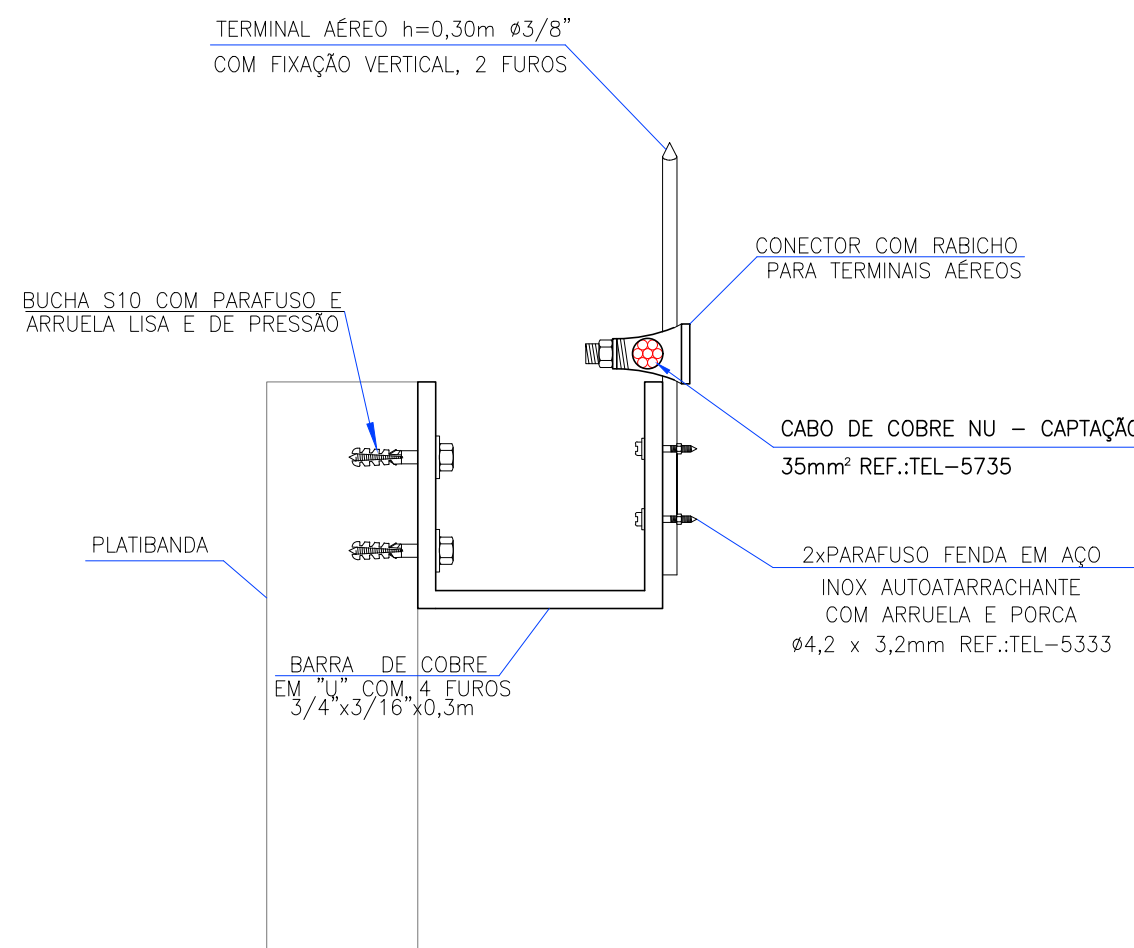 TERMINAL AÉREO h=0,30m ø3/8"
COM FIXAÇÃO VERTICAL, 2 FUROS
CONECTOR COM RABICHO
PARA TERMINAIS AÉREOS
BUCHA S10 COM PARAFUSO E
ARRUELA LISA E DE PRESSÃO
CABO DE COBRE NU – CAPTAÇÃO
35mm² REF.:TEL–5735
PLATIBANDA
2xPARAFUSO FENDA EM AÇO
INOX AUTOATARRACHANTE
COM ARRUELA E PORCA
ø4,2 x 3,2mm REF.:TEL–5333
BARRA DE COBRE
EM "U" COM 4 FUROS
3/4"x3/16"x0,3m